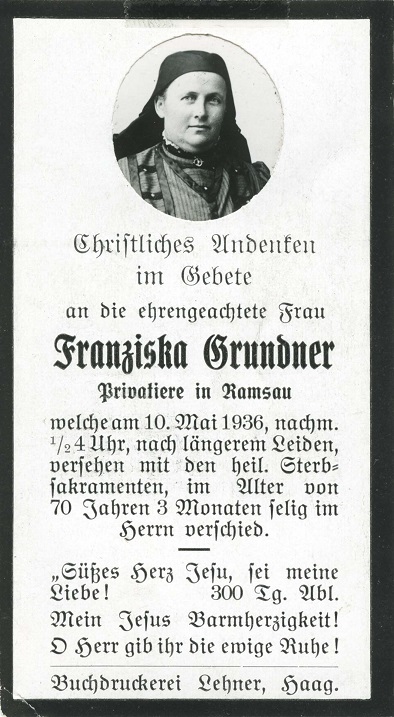 Christliches Andenken
im Gebete
an die ehrengeachtete Frau
Franziska Grundner
Privatiere in Ramsau
welche am 10. Mai 1936, nachm.
1/2 4 Uhr, nach längerem Leiden,
versehen mit den heil. Sterb-
sakramenten, im Alter von
70 Jahren 3 Monaten selig im
Herrn verschied.
„Süßes Herz Jesu, sei meine
Liebe! 300 Tg. Abl.
Mein Jesus Barmherzigkeit!
O Herr gib ihr die ewige Ruhe!
Buchdruckerei Lehner, Haag.